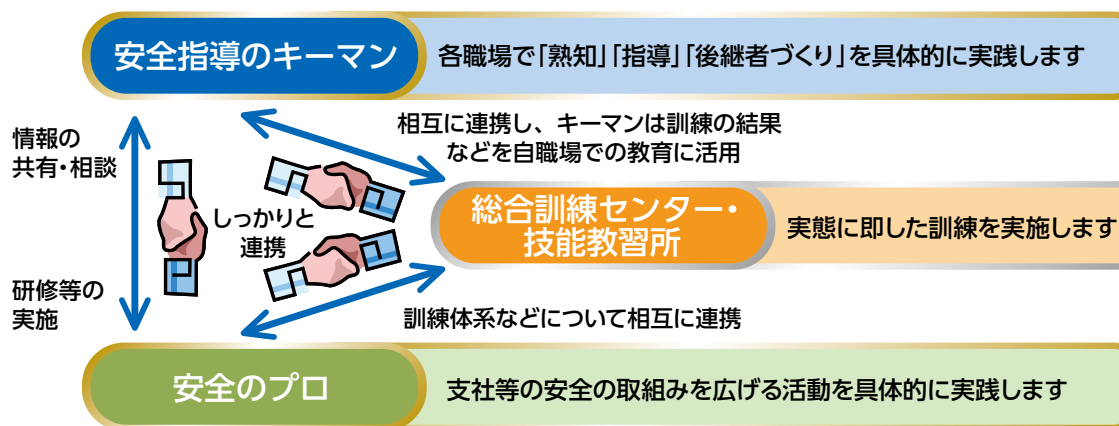 安全指導のキーマン
各職場で「熟知」「指導」「後継者づくり」を具体的に実践します
情報の
共有・相談
相互に連携し、キーマンは訓練の結果
などを自職場での教育に活用
しっかりと
連携
総合訓練センター・
技能教習所
実態に即した訓練を実施します
研修等の
実施
訓練体系などについて相互に連携
安全のプロ
支社等の安全の取組みを広げる活動を具体的に実践します